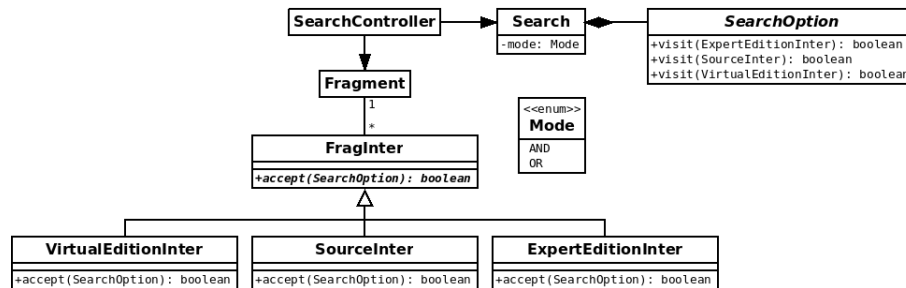 SearchController
Search
-mode: Mode
SearchOption
+visit(ExpertEditionInter): boolean
+visit(SourceInter): boolean
+visit(VirtualEditionInter): boolean
Fragment
1
*
<<enum>>
Mode
AND
OR
FragInter
+accept(SearchOption): boolean
VirtualEditionInter
+accept(SearchOption): boolean
SourceInter
+accept(SearchOption): boolean
ExpertEditionInter
+accept(SearchOption): boolean